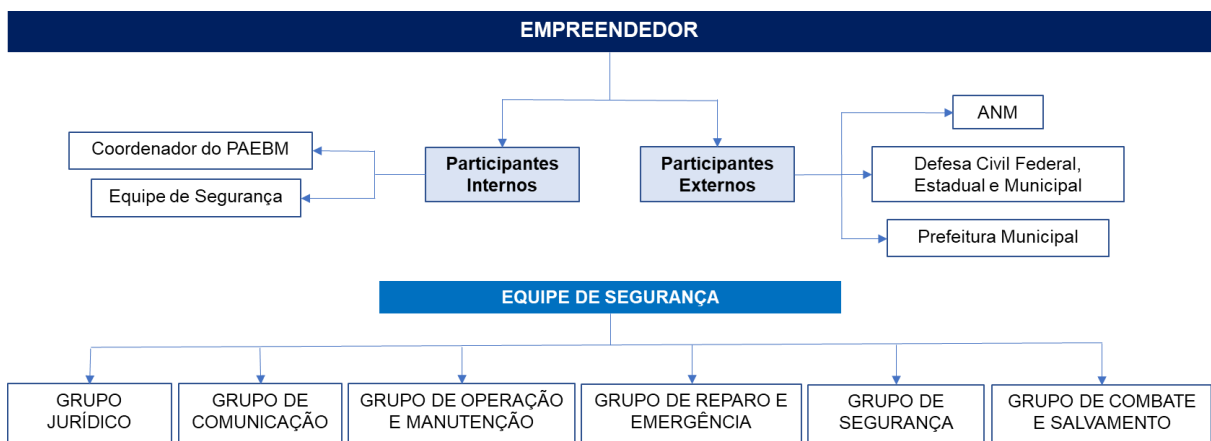 EMPREENDEDOR
ANM
Coordenador do PAEBM
Equipe de Segurança
Participantes
Internos
Participantes
Externos
Defesa Civil Federal,
Estadual e Municipal
Prefeitura Municipal
EQUIPE DE SEGURANÇA
GRUPO
JURÍDICO
GRUPO DE
COMUNICAÇÃO
GRUPO DE OPERAÇÃO
E MANUTENÇÃO
GRUPO DE REPARO E
EMERGÊNCIA
GRUPO DE
SEGURANÇA
GRUPO DE COMBATE
E SALVAMENTO